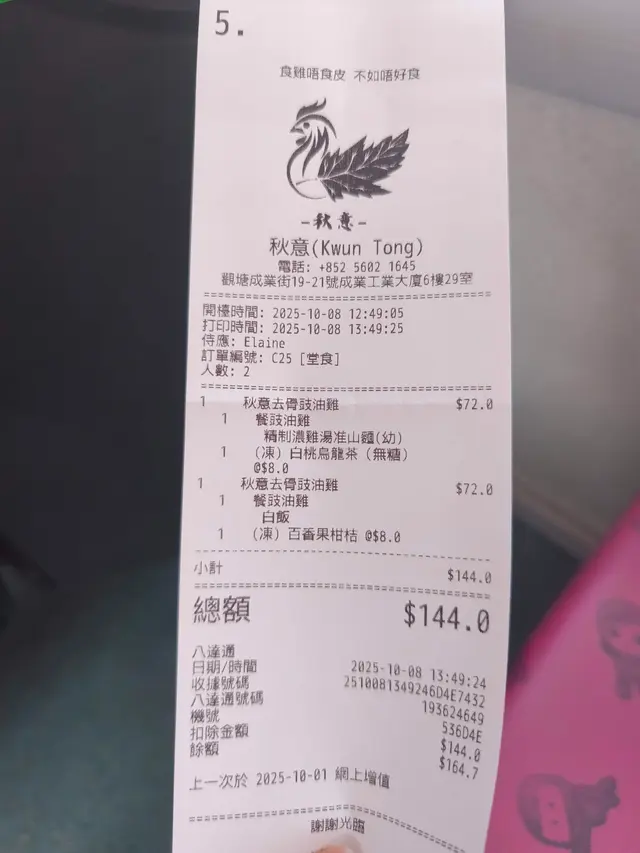 5.
食雞唔食皮 不如唔好食
-秋意-
秋意(Kwun Tong)
電話: +852 5602 1645
觀塘成業街19-21號成業工業大廈6樓29室
開檯時間: 2025-10-08 12:49:05
打印時間: 2025-10-08 13:49:25
侍應: Elaine
訂單編號: C25 [堂食]
人數: 2
1 秋意去骨豉油雞 $72.0
1 餐豉油雞
精制濃雞湯淮山麵(幼)
1 (凍) 白桃烏龍茶 (無糖)
@$8.0
1 秋意去骨豉油雞 $72.0
1 餐豉油雞
白飯
1 (凍) 百香果柑桔 @$8.0
小計 $144.0
總額 $144.0
八達通
日期/時間 2025-10-08 13:49:24
收據號碼 2510081349246D4E7432
八達通號碼 193624649
機號 536D4E
扣除金額 $144.0
餘額 $164.7
上一次於 2025-10-01 網上增值
謝謝光臨